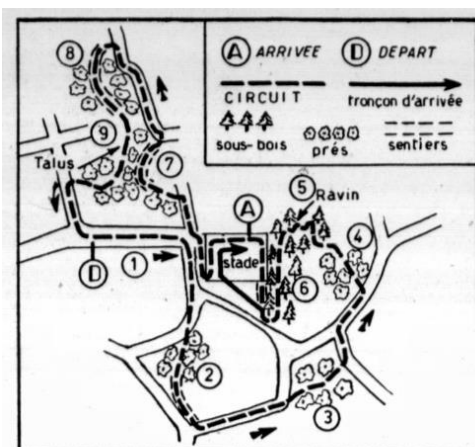 8
A ARRIVEE
D DEPART
CIRCUIT
tronçon d'arrivée
sous-bois
prés
sentiers
9
Talus
7
5
Ravin
A
4
D
1
stade
6
2
3